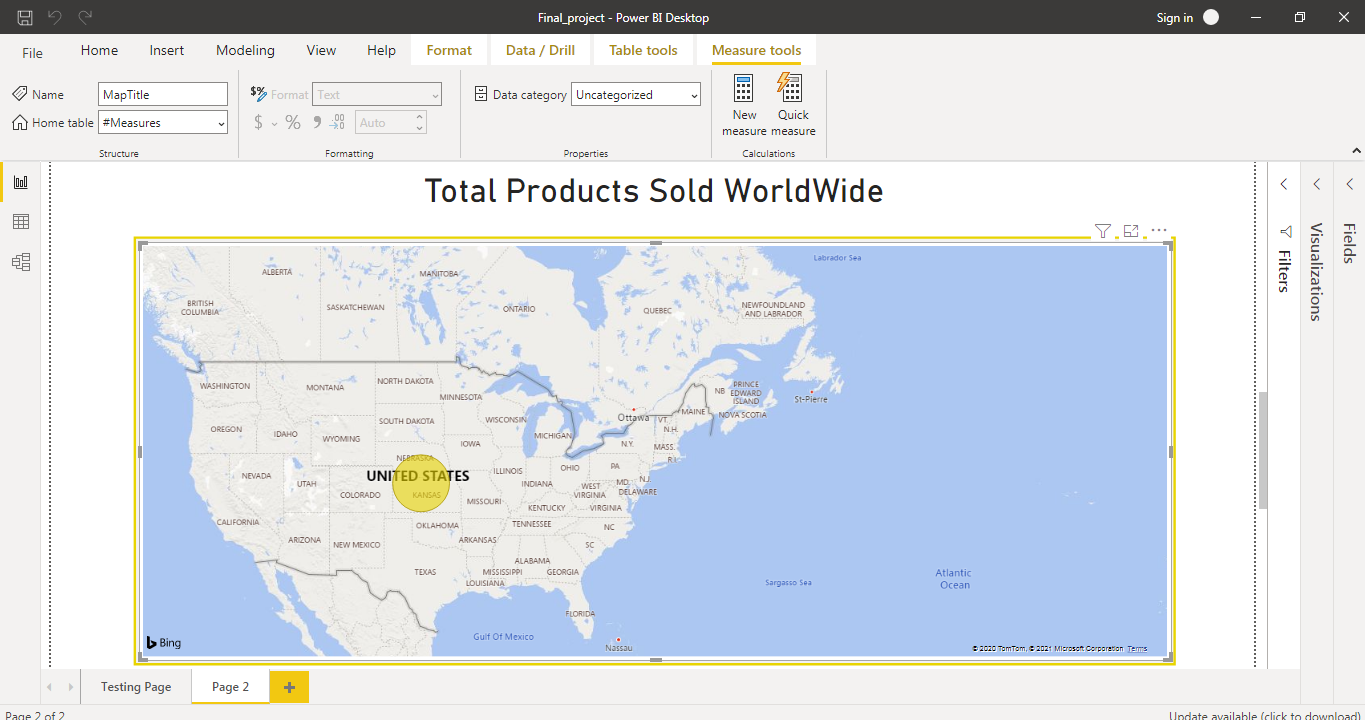 Final_project - Power BI Desktop
Sign in
File
Home
Insert
Modeling
View
Help
Format
Data / Drill
Table tools
Measure tools
Name
MapTitle
Home table
#Measures
Structure
$%
Format
Text
$
%
,
.00
Auto
Formatting
Data category
Uncategorized
Properties
New
measure
Quick
measure
Calculations
Total Products Sold WorldWide
Labrador Sea
ALBERTA
MANITOBA
BRITISH
COLUMBIA
SASKATCHEWAN
ONTARIO
QUEBEC
NEWFOUNDLAND
AND LABRADOR
WASHINGTON
MONTANA
NORTH DAKOTA
MINNESOTA
NB
PRINCE
EDWARD
ISLAND
St-Pierre
OREGON
IDAHO
WYOMING
SOUTH DAKOTA
WISCONSIN
MICHIGAN
Ottawa
VT.
MAINE
NOVA SCOTIA
N.H.
IOWA
N.Y.
MASS.
R.I.
NEBRASKA
NEVADA
UTAH
UNITED STATES
ILLINOIS
OHIO
PA
COLORADO
KANSAS
MISSOURI
INDIANA
WEST
VIRGINIA
MD.
N.J.
DELAWARE
KENTUCKY
VIRGINIA
CALIFORNIA
ARIZONA
NEW MEXICO
OKLAHOMA
ARKANSAS
TENNESSEE
NC
SC
TEXAS
ALABAMA
MISSISSIPPI
GEORGIA
LOUISIANA
FLORIDA
Sargasso Sea
Atlantic
Ocean
Gulf Of Mexico
Nassau
Bing
© 2020 TomTom, © 2021 Microsoft Corporation Terms
Filters
Visualizations
Fields
Testing Page
Page 2
Page 2 of 2
Update available (click to download)